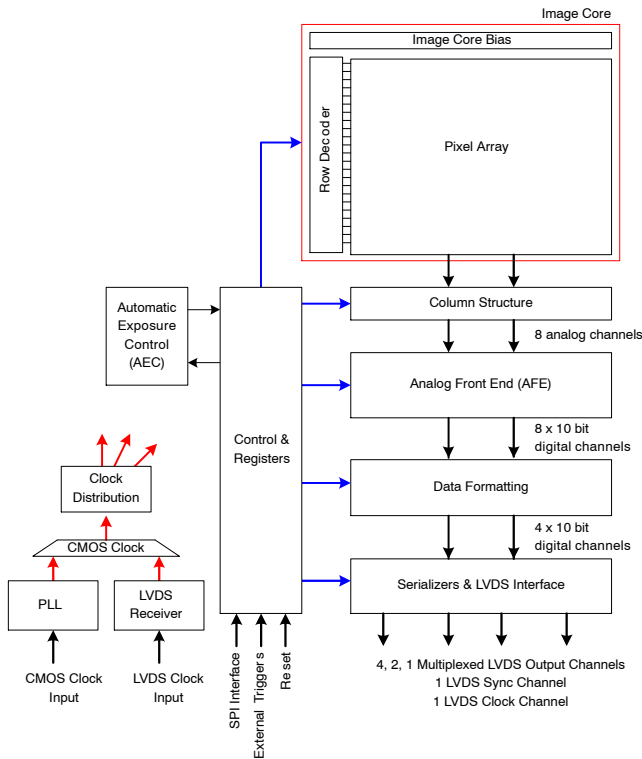 Image Core
Image Core Bias
Row Decoder
Pixel Array
Column Structure
8 analog channels
Automatic
Exposure
Control
(AEC)
Analog Front End (AFE)
8 x 10 bit
digital channels
Control &
Registers
Clock
Distribution
Data Formatting
4 x 10 bit
digital channels
CMOS Clock
PLL
LVDS
Receiver
Serializers & LVDS Interface
CMOS Clock
Input
LVDS Clock
Input
SPI Interface
External Triggers
Reset
4, 2, 1 Multiplexed LVDS Output Channels
1 LVDS Sync Channel
1 LVDS Clock Channel